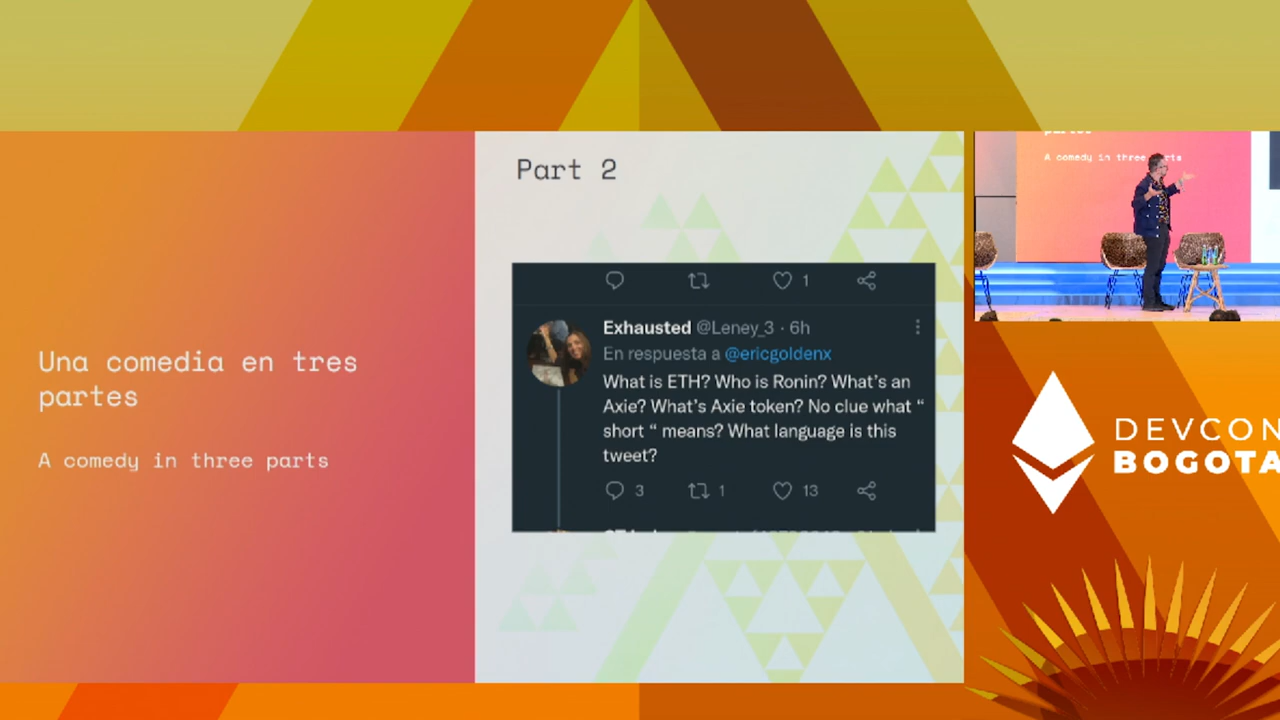 Una comedia en tres
partes
A comedy in three parts
Part 2
1
Exhausted @Leney_3 · 6h
En respuesta a @ericgoldenx
What is ETH? Who is Ronin? What's an
Axie? What's Axie token? No clue what “
short “ means? What language is this
tweet?
3 1 13
partes
A comedy in three parts
DEVCON
BOGOTA